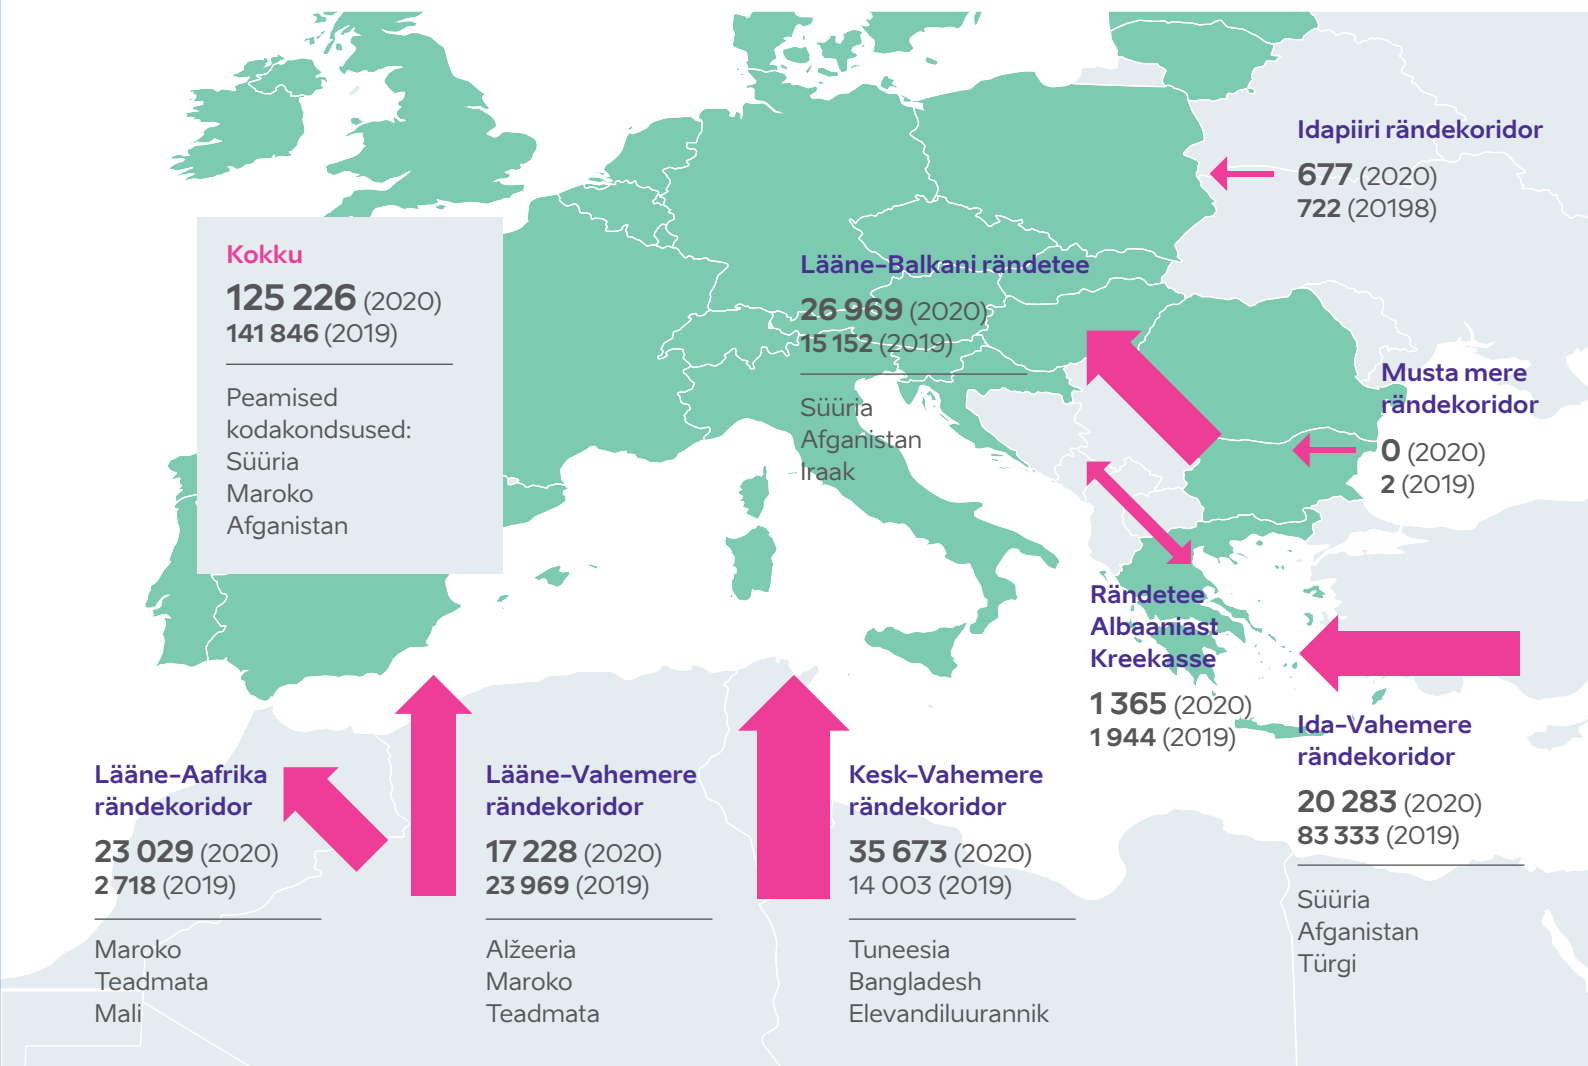 Idapiiri rändekoridor
677 (2020)
722 (20198)
Kokku
125 226 (2020)
141 846 (2019)
Peamised
kodakondsused:
Süüria
Maroko
Afganistan
Lääne-Balkani rändetee
26 969 (2020)
15 152 (2019)
Süüria
Afganistan
Iraak
Musta mere
rändekoridor
0 (2020)
2 (2019)
Rändetee
Albaaniast
Kreekasse
1 365 (2020)
1 944 (2019)
Ida-Vahemere
rändekoridor
20 283 (2020)
83 333 (2019)
Süüria
Afganistan
Türgi
Lääne-Aafrika
rändekoridor
23 029 (2020)
2 718 (2019)
Maroko
Teadmata
Mali
Lääne-Vahemere
rändekoridor
17 228 (2020)
23 969 (2019)
Alžeeria
Maroko
Teadmata
Kesk-Vahemere
rändekoridor
35 673 (2020)
14 003 (2019)
Tuneesia
Bangladesh
Elevandiluurannik